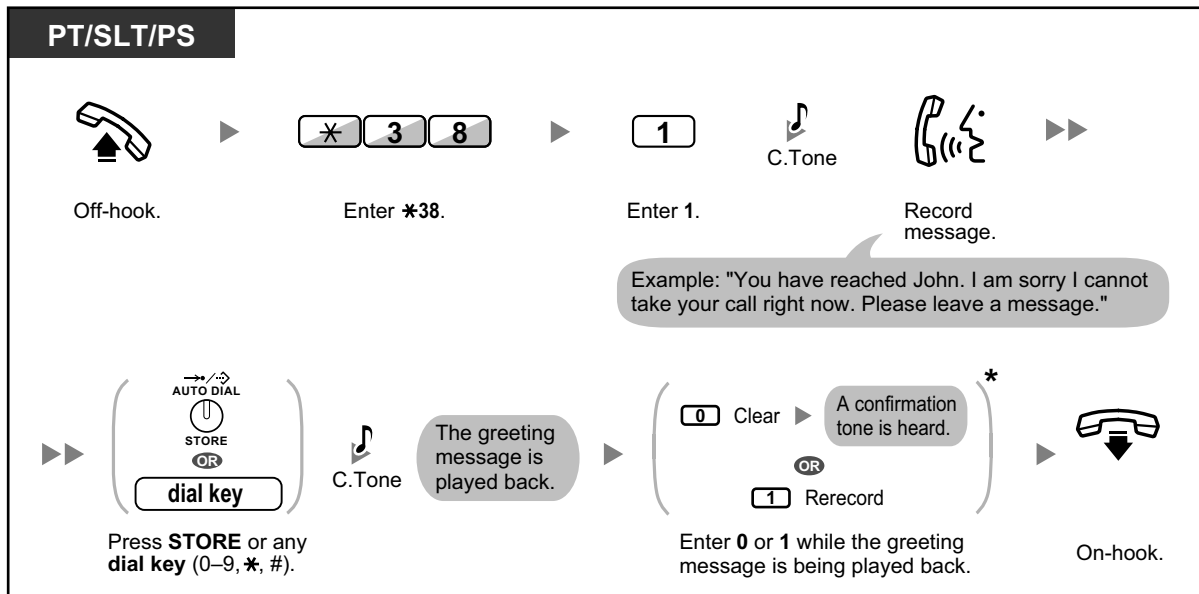 PT/SLT/PS
* 3 8
1
C.Tone
Off-hook.
Enter *38.
Enter 1.
Record
message.
Example: "You have reached John. I am sorry I cannot
take your call right now. Please leave a message."
AUTO DIAL
STORE
OR
dial key
C.Tone
The greeting
message is
played back.
0 Clear
A confirmation
tone is heard.
*
OR
1 Rerecord
Press STORE or any
dial key (0–9, *, #).
Enter 0 or 1 while the greeting
message is being played back.
On-hook.